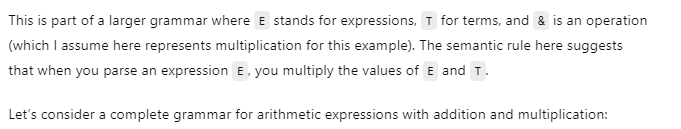 This is part of a larger grammar where E stands for expressions, T for terms, and & is an operation
(which I assume here represents multiplication for this example). The semantic rule here suggests
that when you parse an expression E, you multiply the values of E and T.
Let's consider a complete grammar for arithmetic expressions with addition and multiplication: